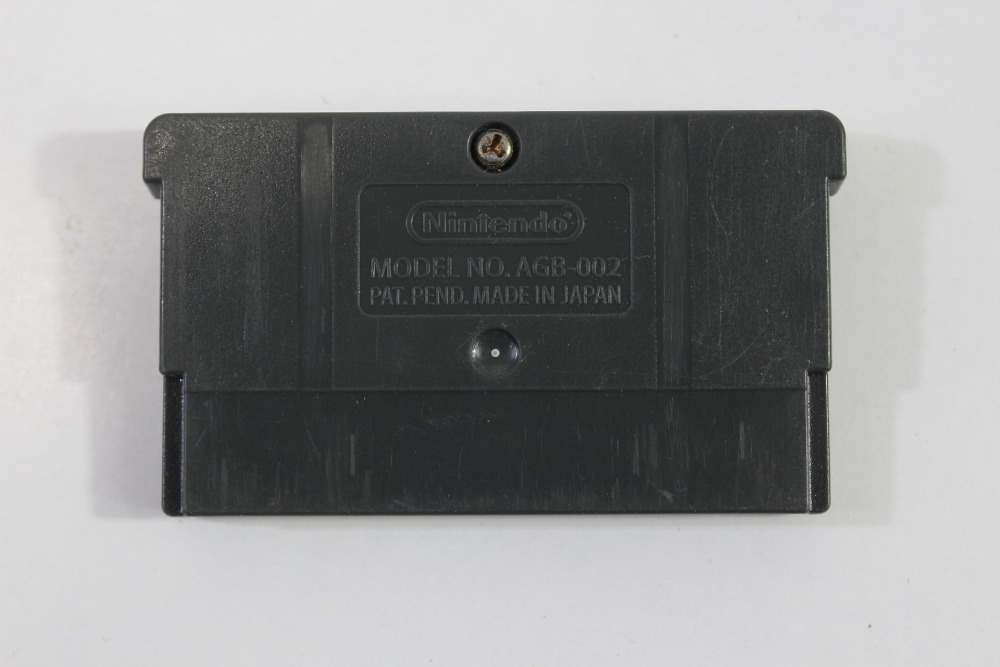 Nintendo
MODEL NO. AGB-002
PAT. PEND. MADE IN JAPAN